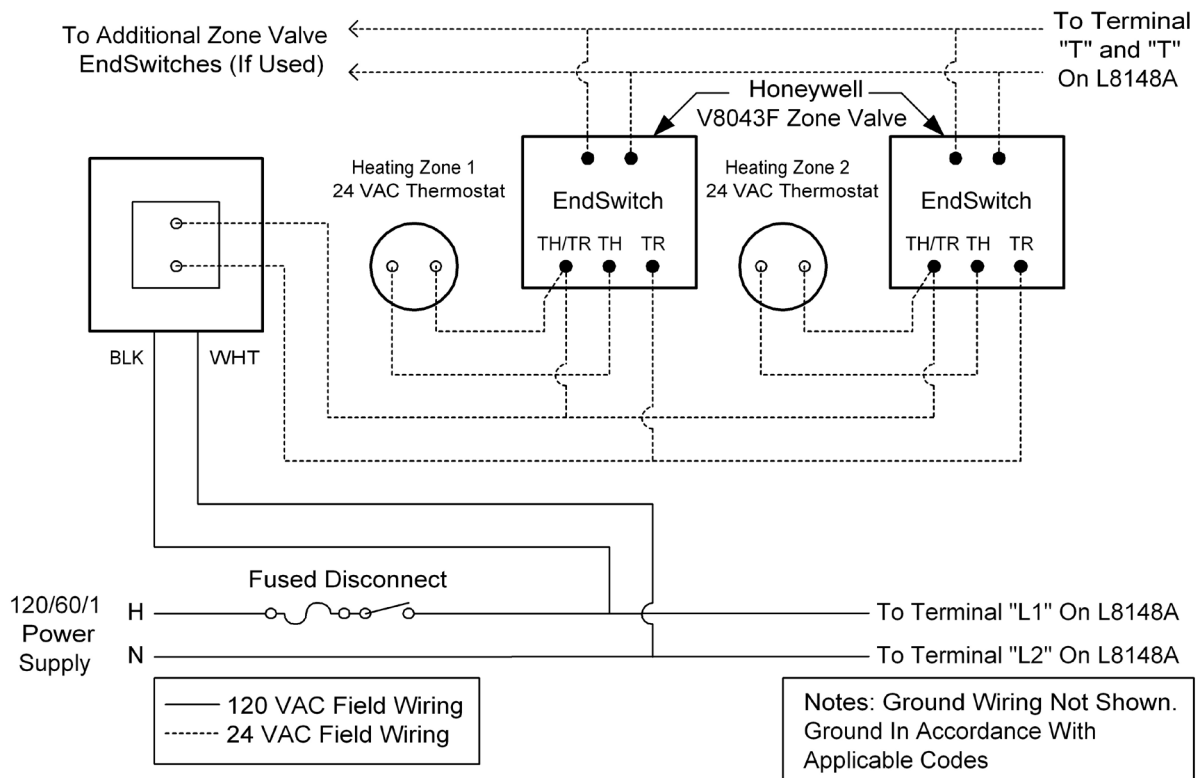 To Additional Zone Valve
EndSwitches (If Used)
To Terminal
"T" and "T"
On L8148A
Honeywell
V8043F Zone Valve
Heating Zone 1
24 VAC Thermostat
EndSwitch
TH/TR TH TR
Heating Zone 2
24 VAC Thermostat
EndSwitch
TH/TR TH TR
BLK WHT
Fused Disconnect
120/60/1
Power
Supply
H
N
To Terminal "L1" On L8148A
To Terminal "L2" On L8148A
120 VAC Field Wiring
24 VAC Field Wiring
Notes: Ground Wiring Not Shown.
Ground In Accordance With
Applicable Codes